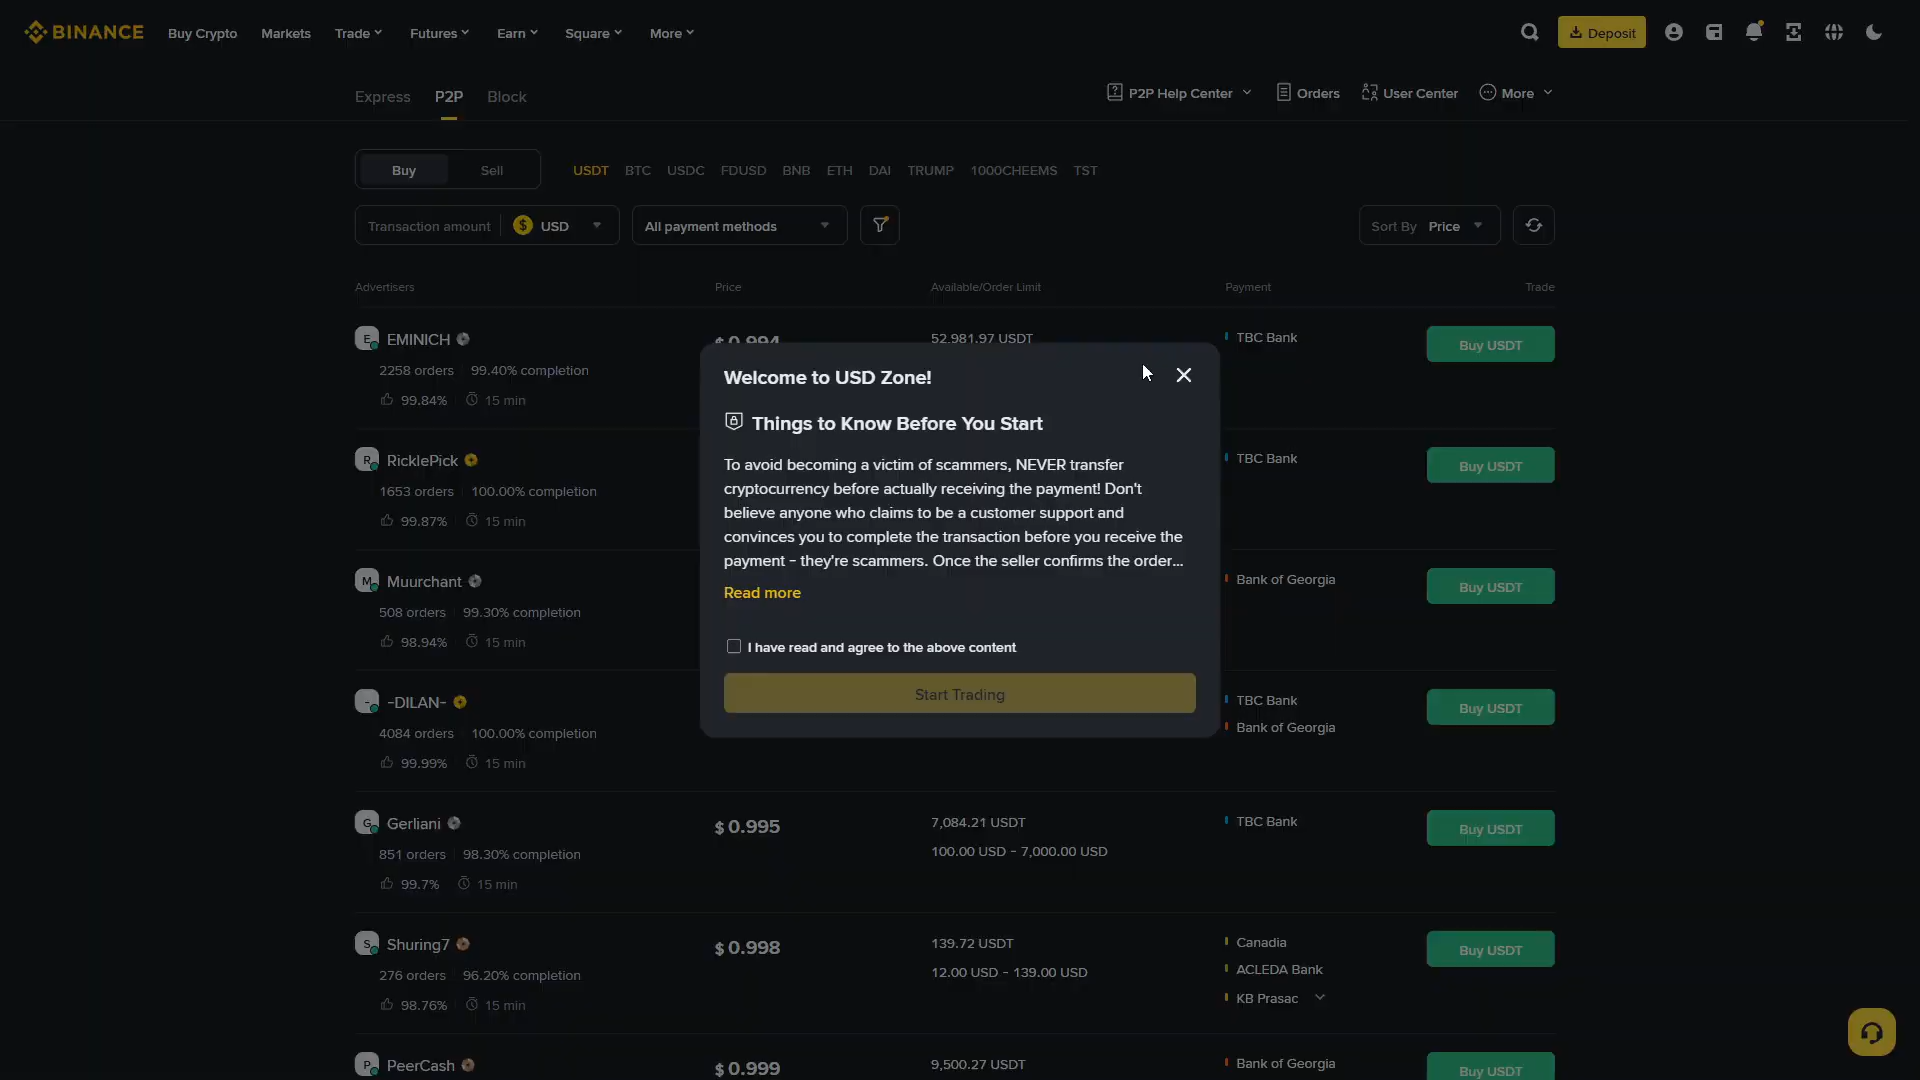 BINANCE Buy Crypto Markets Trade Futures Earn Square More Deposit
Express P2P Block P2P Help Center Orders User Center More
Buy Sell USDT BTC USDC FDUSD BNB ETH DAI TRUMP 1000CHEEMS TST
Transaction amount $ USD All payment methods Sort By Price
Advertisers Price Available/Order Limit Payment Trade
E EMINICH $ 0.994 52,981.97 USDT TBC Bank Buy USDT
2258 orders 99.40% completion
99.84% 15 min
R RicklePick TBC Bank Buy USDT
1653 orders 100.00% completion
99.87% 15 min
M Muurchant Bank of Georgia Buy USDT
508 orders 99.30% completion
98.94% 15 min
- -DILAN- TBC Bank Buy USDT
Bank of Georgia
4084 orders 100.00% completion
99.99% 15 min
Welcome to USD Zone!
Things to Know Before You Start
To avoid becoming a victim of scammers, NEVER transfer
cryptocurrency before actually receiving the payment! Don't
believe anyone who claims to be a customer support and
convinces you to complete the transaction before you receive the
payment - they're scammers. Once the seller confirms the order...
Read more
I have read and agree to the above content
Start Trading
G Gerliani $ 0.995 7,084.21 USDT TBC Bank Buy USDT
851 orders 98.30% completion 100.00 USD - 7,000.00 USD
99.7% 15 min
S Shuring7 $ 0.998 139.72 USDT Canadia Buy USDT
276 orders 96.20% completion 12.00 USD - 139.00 USD ACLEDA Bank
98.76% 15 min KB Prasac
P PeerCash $ 0.999 9,500.27 USDT Bank of Georgia Buy USDT